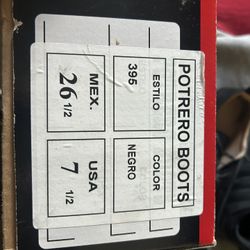 POTRERO BOOTS
ESTILO
395
COLOR
NEGRO
MEX.
26 1/2
USA
7 1/2